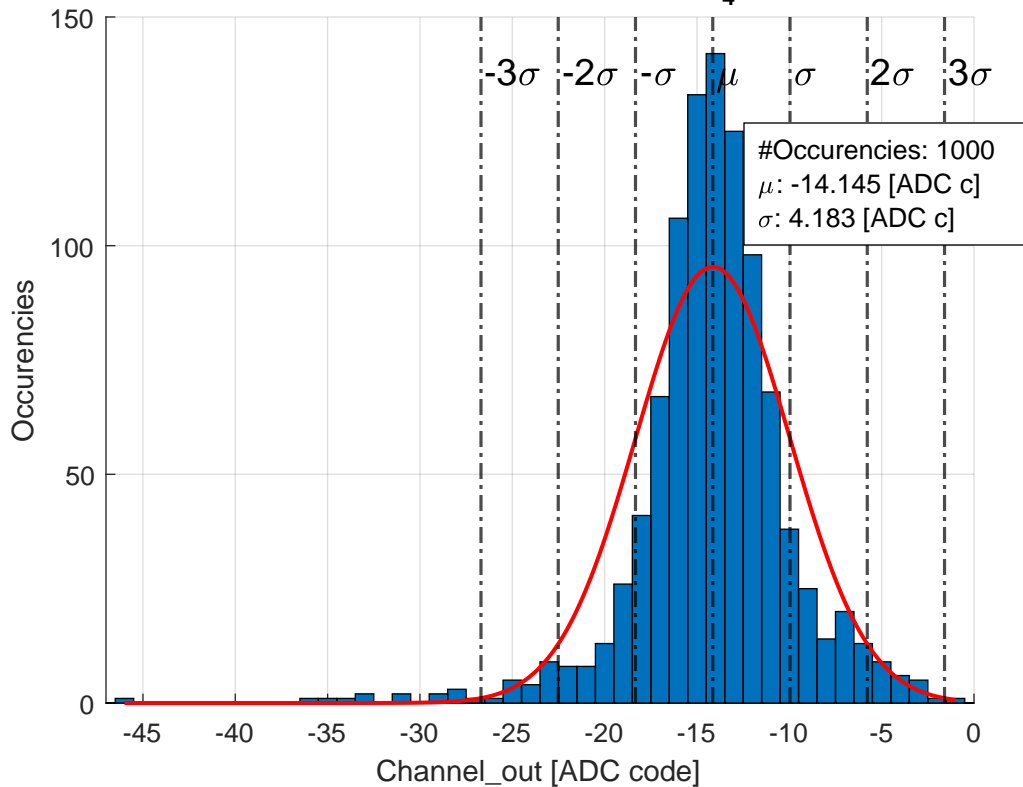 4
150
-3σ
-2σ
-σ
μ
σ
2σ
3σ
#Occurencies: 1000
μ: -14.145 [ADC c]
σ: 4.183 [ADC c]
100
Occurencies
50
0
-45
-40
-35
-30
-25
-20
-15
-10
-5
0
Channel_out [ADC code]